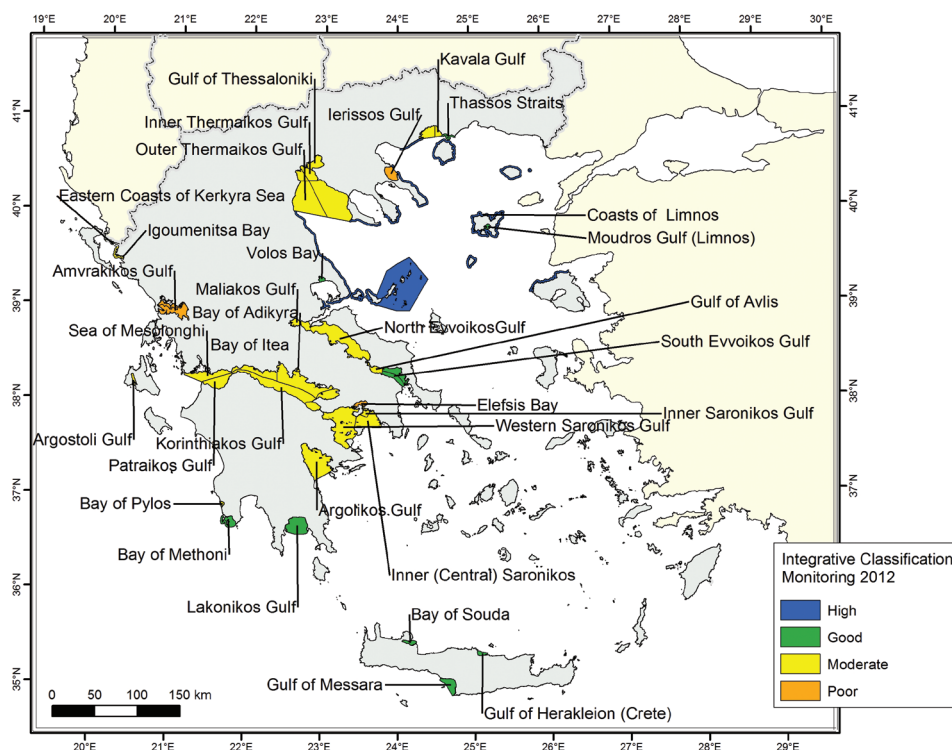 19°E 20°E 21°E 22°E 23°E 24°E 25°E 26°E 27°E 28°E 29°E 30°E
Kavala Gulf
Gulf of Thessaloniki
Thassos Straits
Ierissos Gulf
41°N
41°N
Inner Thermaikos Gulf
Outer Thermaikos Gulf
Eastern Coasts of Kerkyra Sea
40°N
40°N
Coasts of Limnos
Igoumenitsa Bay
Moudros Gulf (Limnos)
Volos Bay
Amvrakikos Gulf
Maliakos Gulf
39°N
39°N
Gulf of Avlis
Bay of Adikyra
North EvvoikosGulf
Sea of Mesolonghi
Bay of Itea
South Evvoikos Gulf
38°N
38°N
Elefsis Bay
Inner Saronikos Gulf
Western Saronikos Gulf
Argostoli Gulf
Korinthiakos Gulf
Patraikos Gulf
37°N
37°N
Bay of Pylos
Argolikos Gulf
Bay of Methoni
Inner (Central) Saronikos
36°N
Lakonikos Gulf
Bay of Souda
35°N
Gulf of Messara
Gulf of Herakleion (Crete)
Integrative Classification
Monitoring 2012
High
Good
Moderate
Poor
0 50 100 150 km
20°E 21°E 22°E 23°E 24°E 25°E 26°E 27°E 28°E 29°E